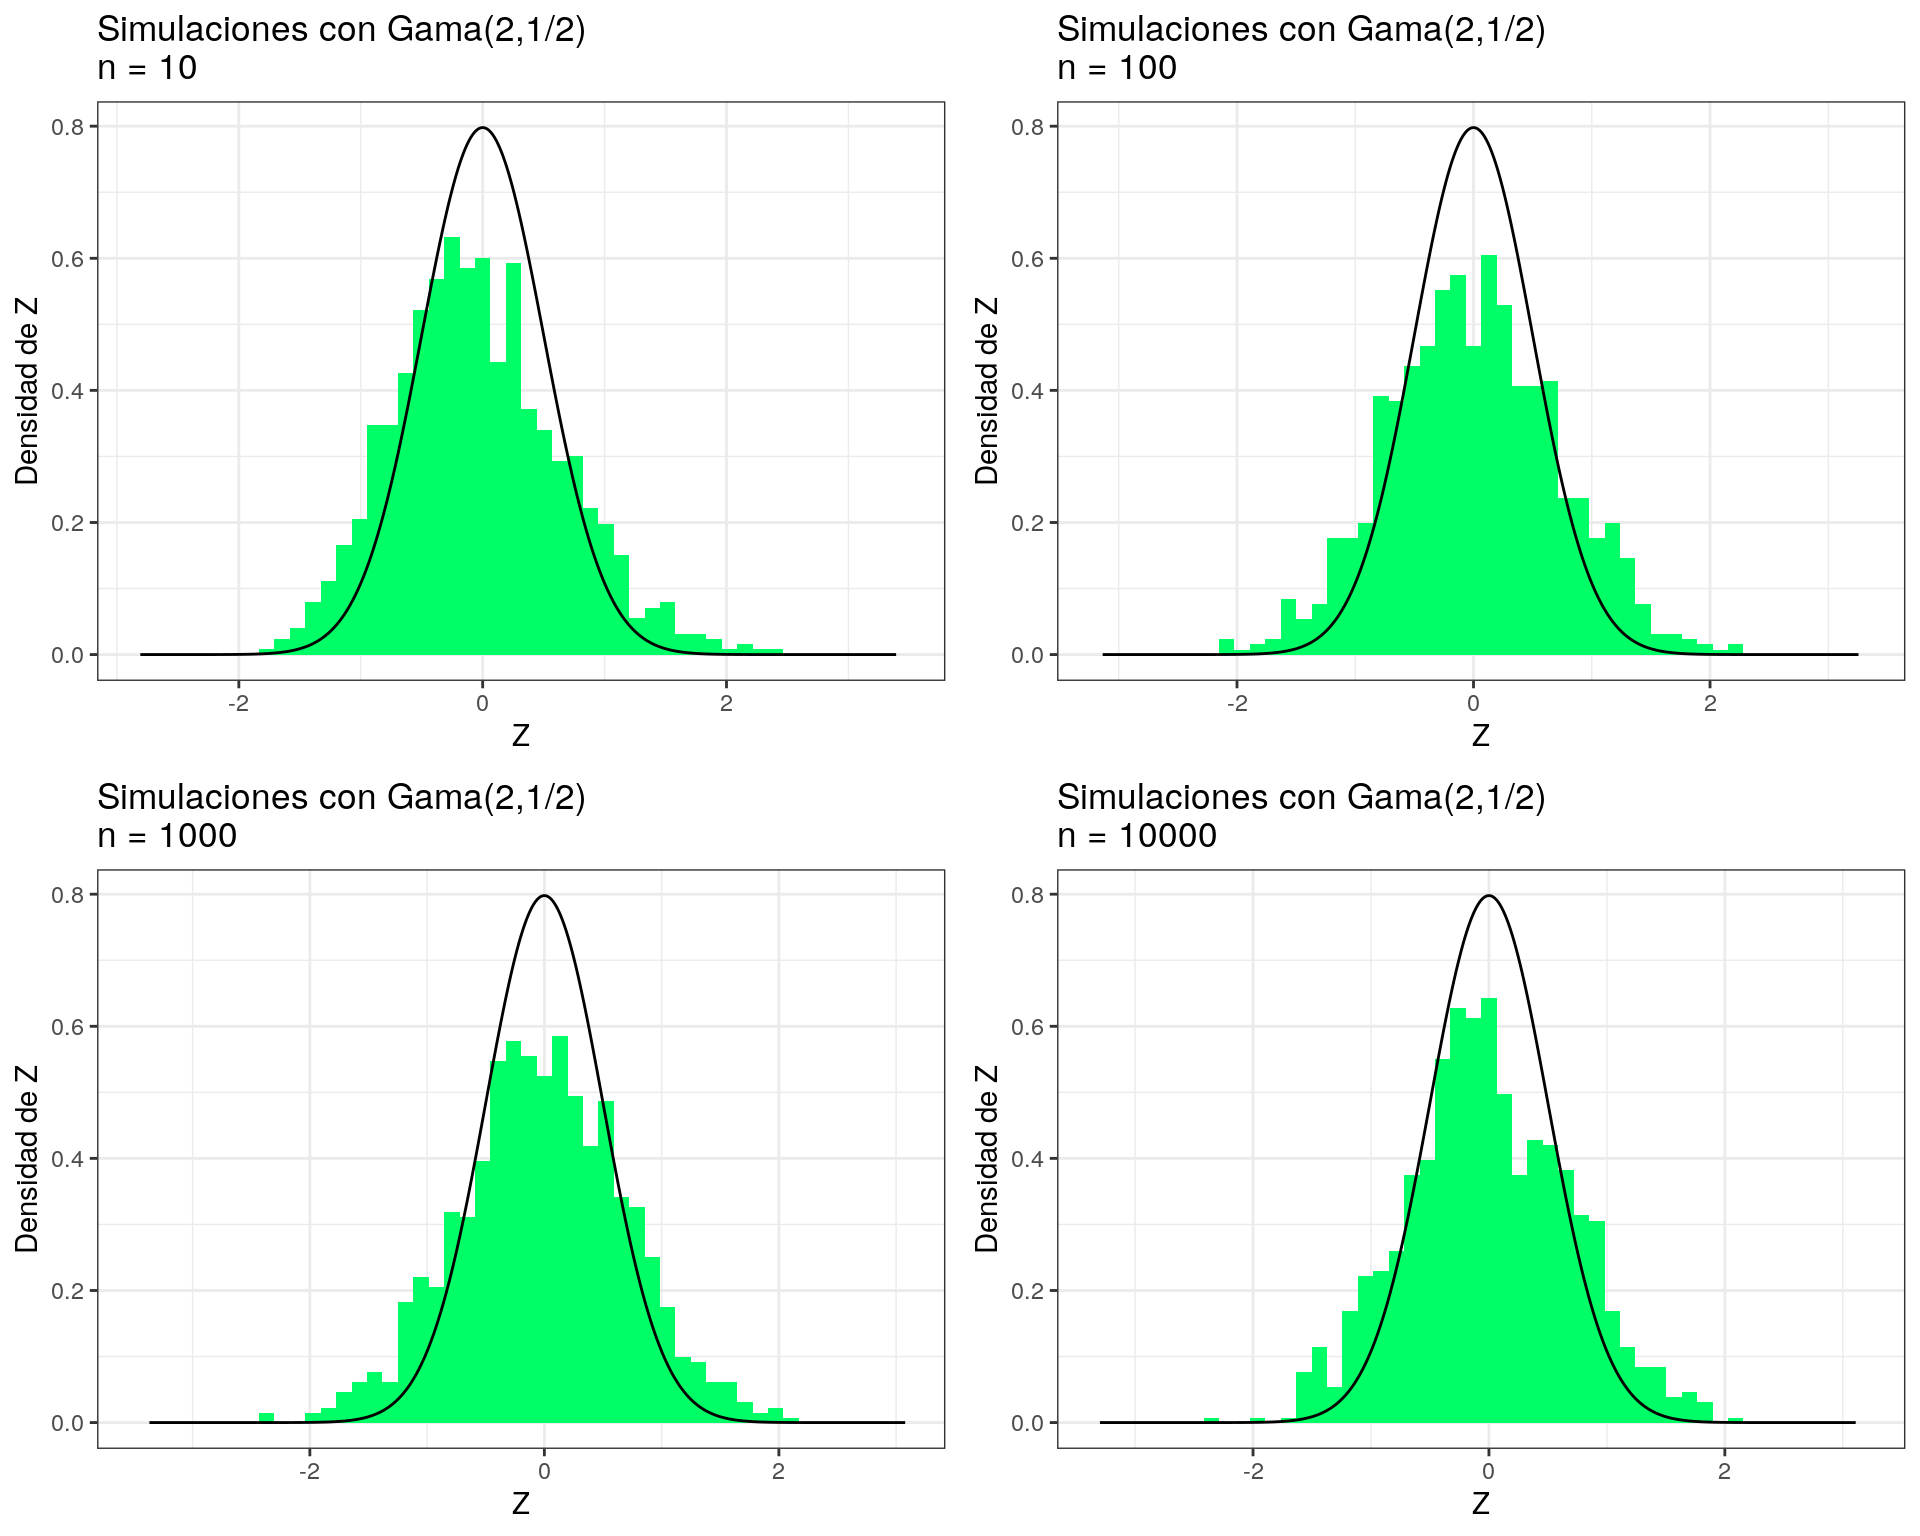 Simulaciones con Gama(2,1/2)
n = 10
Densidad de Z
0.8
0.6
0.4
0.2
0.0
-2
0
2
Z
Simulaciones con Gama(2,1/2)
n = 100
Densidad de Z
0.8
0.6
0.4
0.2
0.0
-2
0
2
Z
Simulaciones con Gama(2,1/2)
n = 1000
Densidad de Z
0.8
0.6
0.4
0.2
0.0
-2
0
2
Z
Simulaciones con Gama(2,1/2)
n = 10000
Densidad de Z
0.8
0.6
0.4
0.2
0.0
-2
0
2
Z